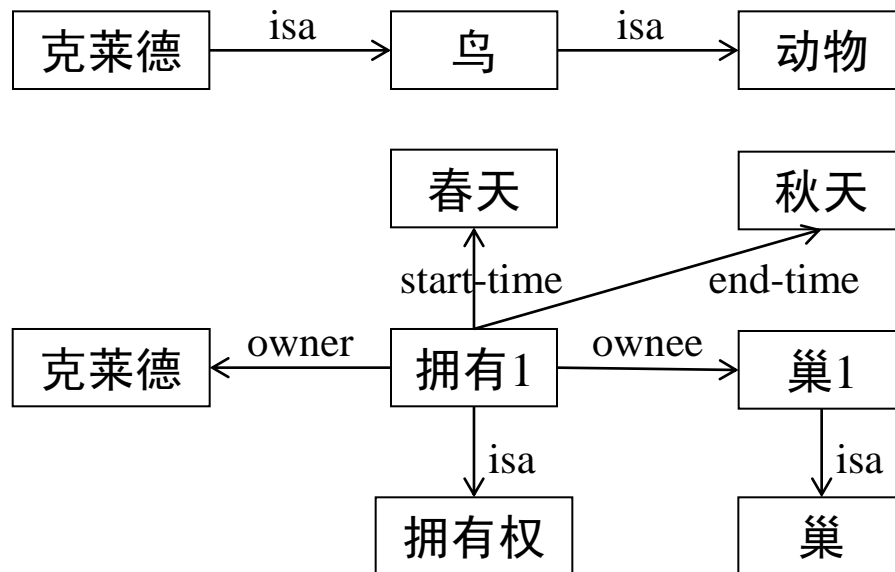 isa isa
克莱德 鸟 动物
春天 秋天
start-time end-time
owner ownee
克莱德 拥有1 巢1
isa isa
拥有权 巢